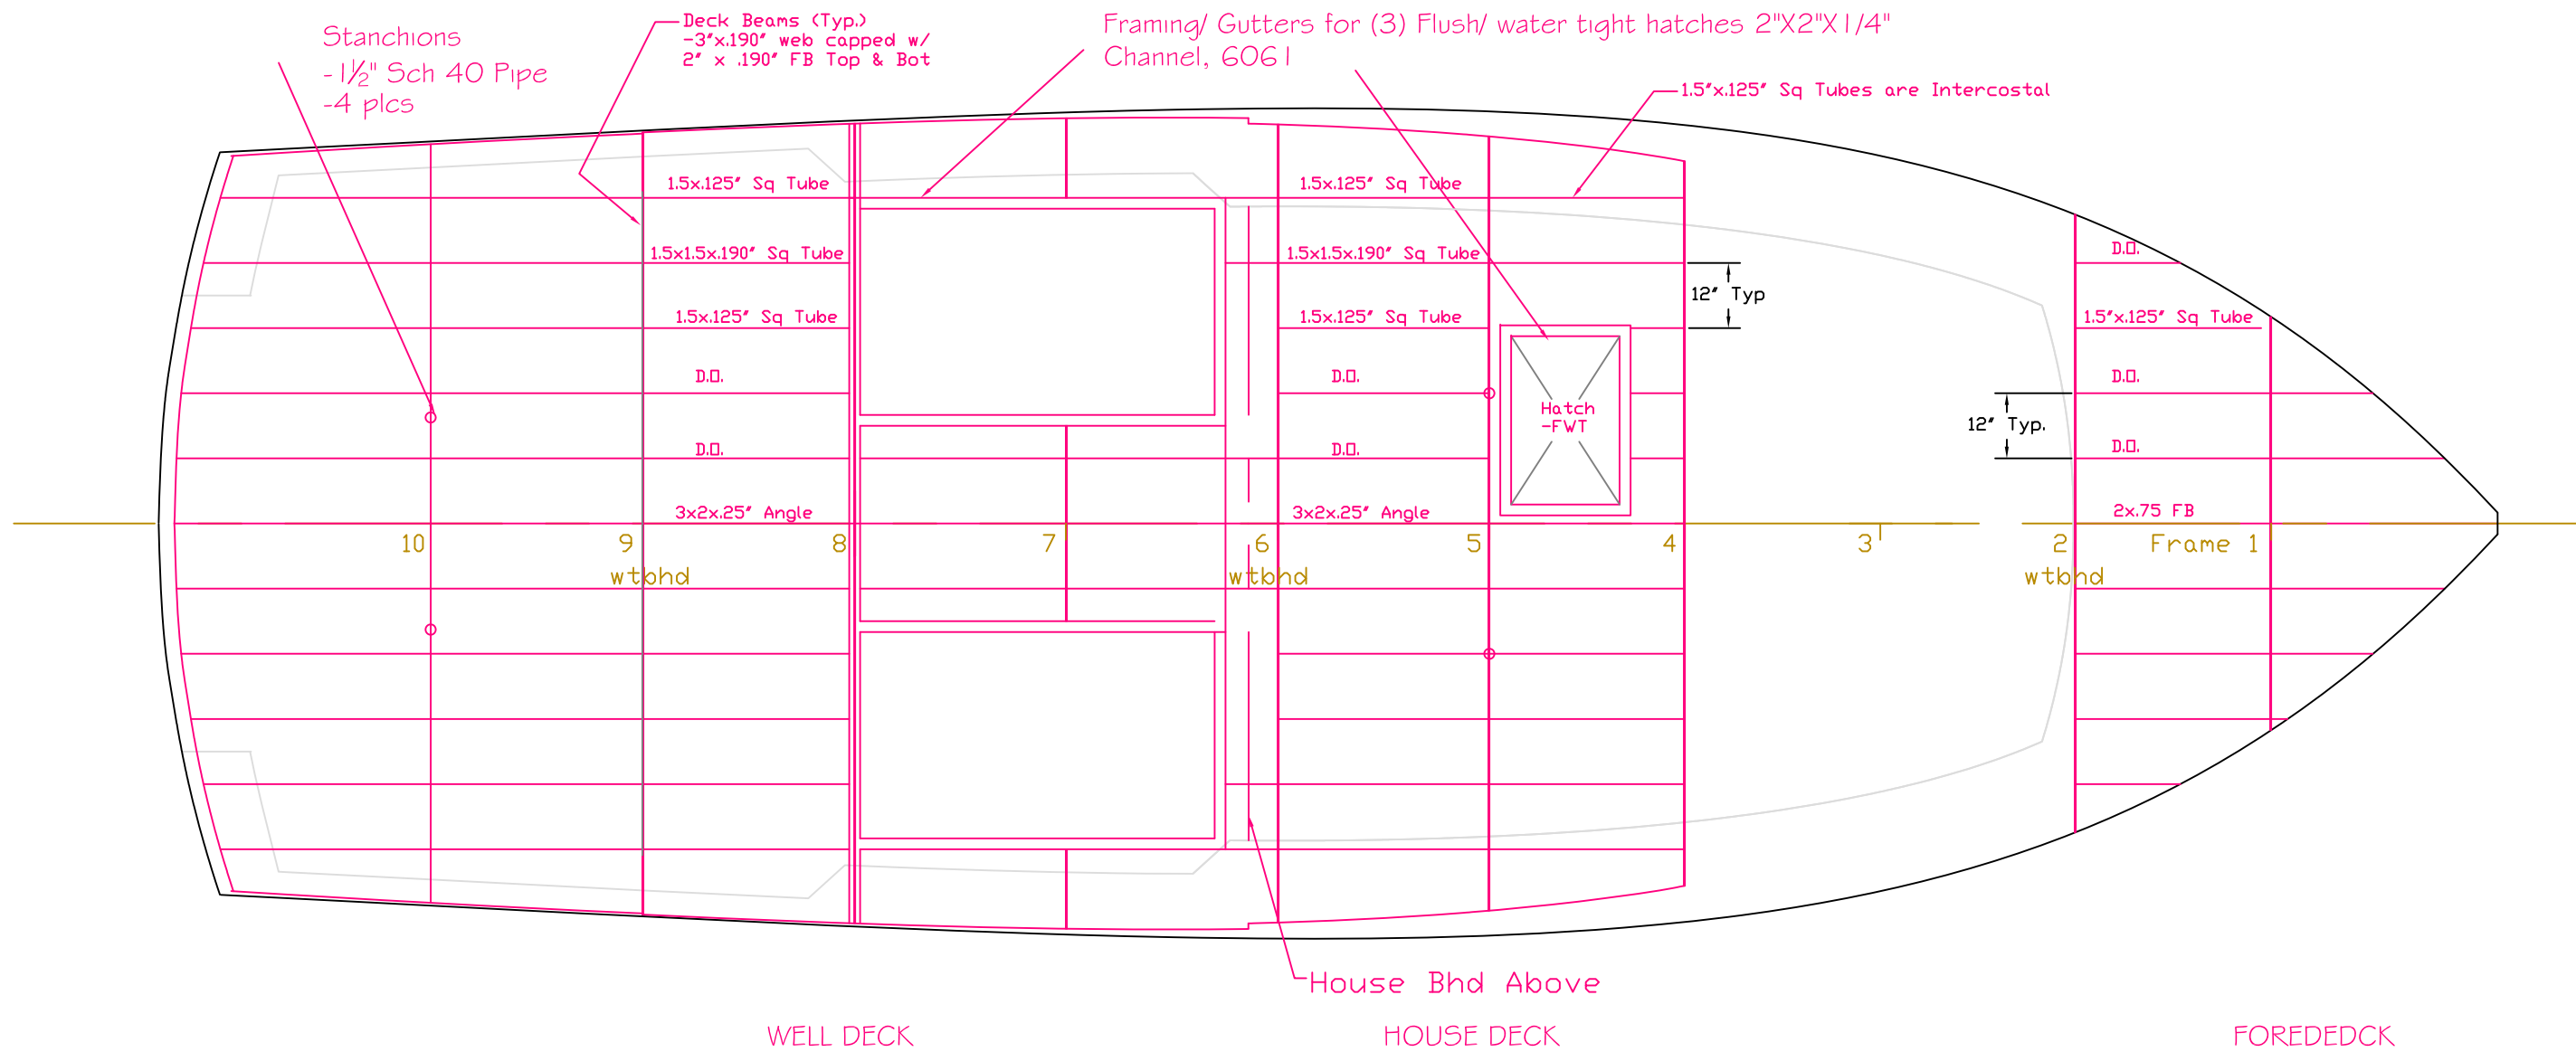 Stanchions
-1½" Sch 40 Pipe
-4 plcs
Deck Beams (Typ.)
-3"x.190" web capped w/
2" x .190" FB Top & Bot
Framing/ Gutters for (3) Flush/ water tight hatches 2"X2"X1/4"
Channel, 6061
1.5"x.125" Sq Tubes are Intercostal
1.5x.125" Sq Tube
1.5x.125" Sq Tube
1.5x1.5x.190" Sq Tube
1.5x1.5x.190" Sq Tube
D.O.
12" Typ
1.5x.125" Sq Tube
1.5x.125" Sq Tube
1.5"x.125" Sq Tube
D.O.
D.O.
D.O.
Hatch
-FWT
12" Typ.
D.O.
D.O.
D.O.
3x2x.25" Angle
3x2x.25" Angle
2x.75 FB
10
9
8
7
6
5
4
3
2
Frame 1
wtbhd
wtbhd
wtbhd
House Bhd Above
WELL DECK
HOUSE DECK
FOREDEDCK